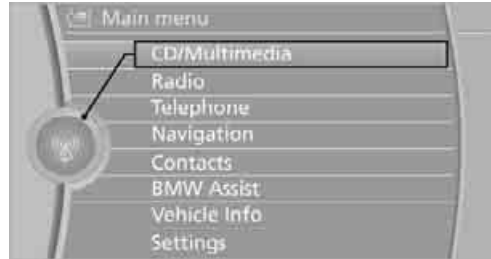 Main menu
CD/Multimedia
Radio
Telephone
Navigation
Contacts
BMW Assist
Vehicle Info
Settings